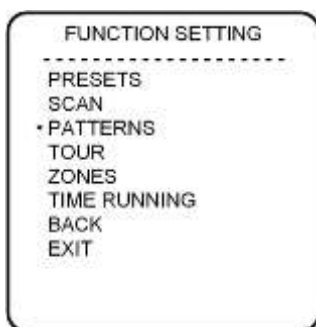 FUNCTION SETTING
- - - - - - - - - - - - - - - - - - - - -
PRESETS
SCAN
• PATTERNS
TOUR
ZONES
TIME RUNNING
BACK
EXIT